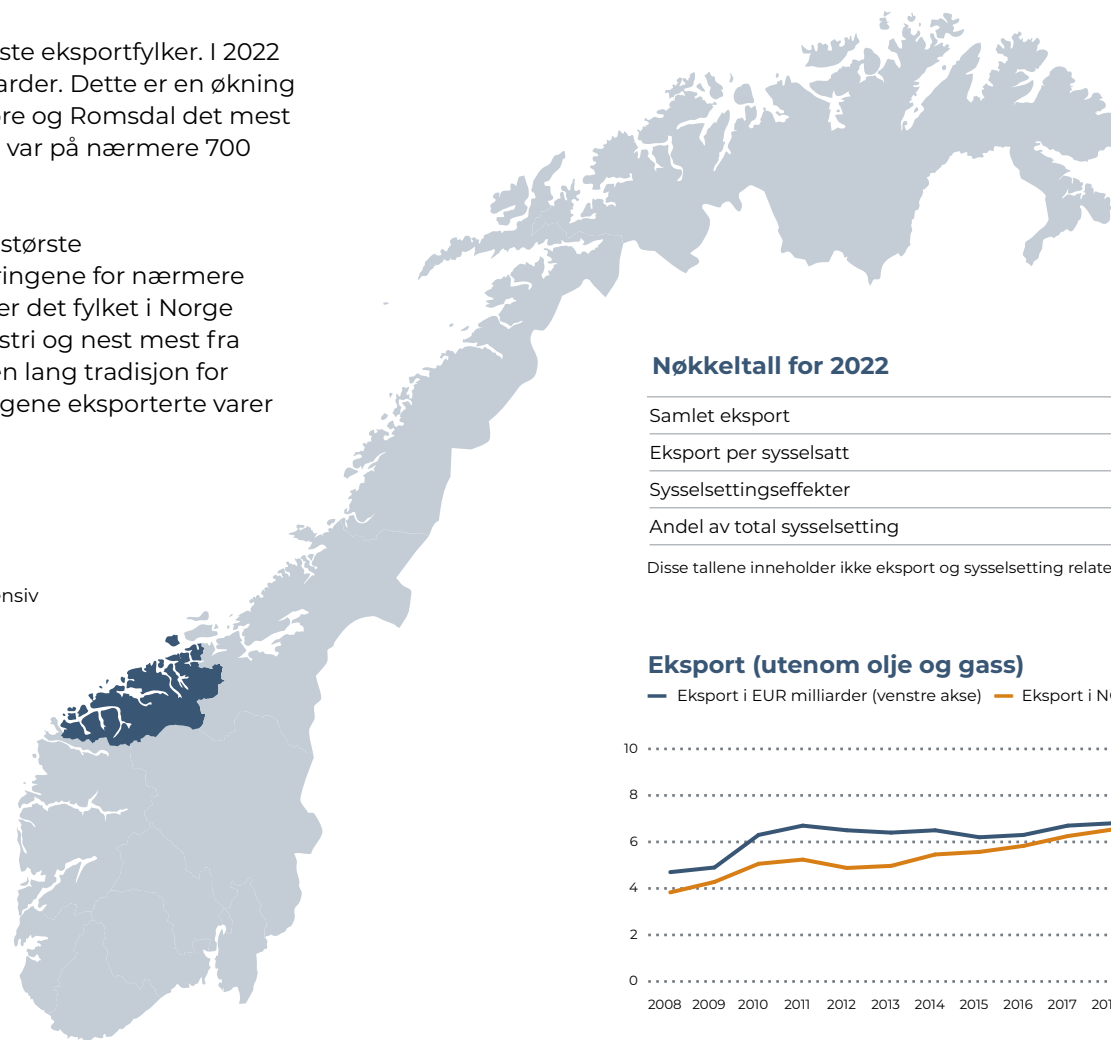 ste eksportfylker. I 2022
arder. Dette er en økning
re og Romsdal det mest
var på nærmere 700
største
ringene for nærmere
er det fylket i Norge
stri og nest mest fra
en lang tradisjon for
gene eksporterte varer
ensiv
Nøkkeltall for 2022
Samlet eksport
Eksport per sysselsatt
Sysselsettingseffekter
Andel av total sysselsetting
Disse tallene inneholder ikke eksport og sysselsetting relate
Eksport (utenom olje og gass)
Eksport i EUR milliarder (venstre akse) Eksport i N
10
8
6
4
2
0
2008 2009 2010 2011 2012 2013 2014 2015 2016 2017 201